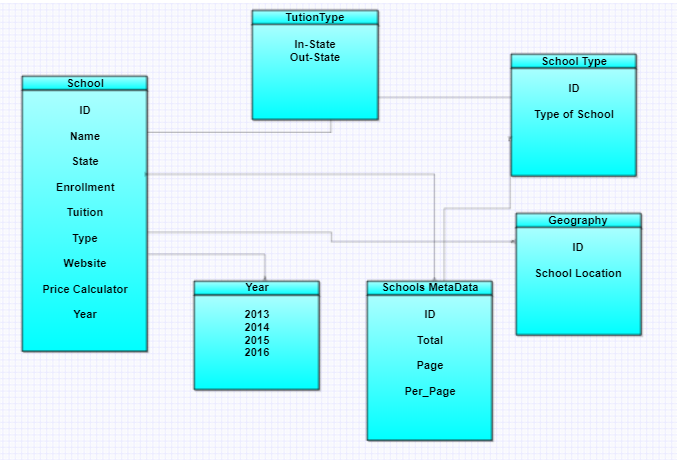 TutionType
In-State
Out-State
School Type
ID
Type of School
School
ID
Name
State
Enrollment
Tuition
Type
Website
Price Calculator
Year
Geography
ID
School Location
Year
2013
2014
2015
2016
Schools MetaData
ID
Total
Page
Per_Page